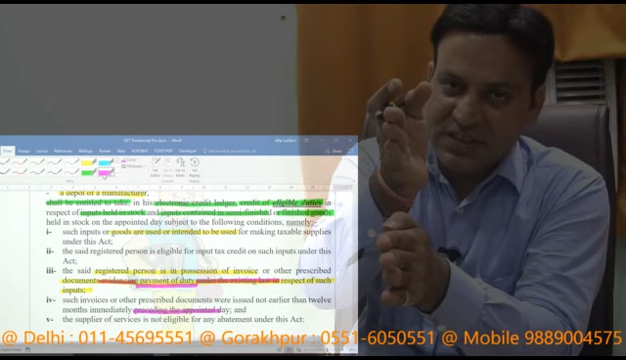 a depot of a manufacturer,
shall be entitled to take, in his electronic credit ledger, credit of eligible duties in
respect of inputs held in stock and inputs contained in semi-finished or finished goods
held in stock on the appointed day subject to the following conditions, namely:–
i- such inputs or goods are used or intended to be used for making taxable supplies
under this Act;
ii- the said registered person is eligible for input tax credit on such inputs under this
Act;
iii- the said registered person is in possession of invoice or other prescribed
documents evidencing payment of duty under the existing law in respect of such
inputs;
iv- such invoices or other prescribed documents were issued not earlier than twelve
months immediately preceding the appointed day; and
v- the supplier of services is not eligible for any abatement under this Act:
@ Delhi : 011-45695551 @ Gorakhpur : 0551-6050551 @ Mobile 9889004575